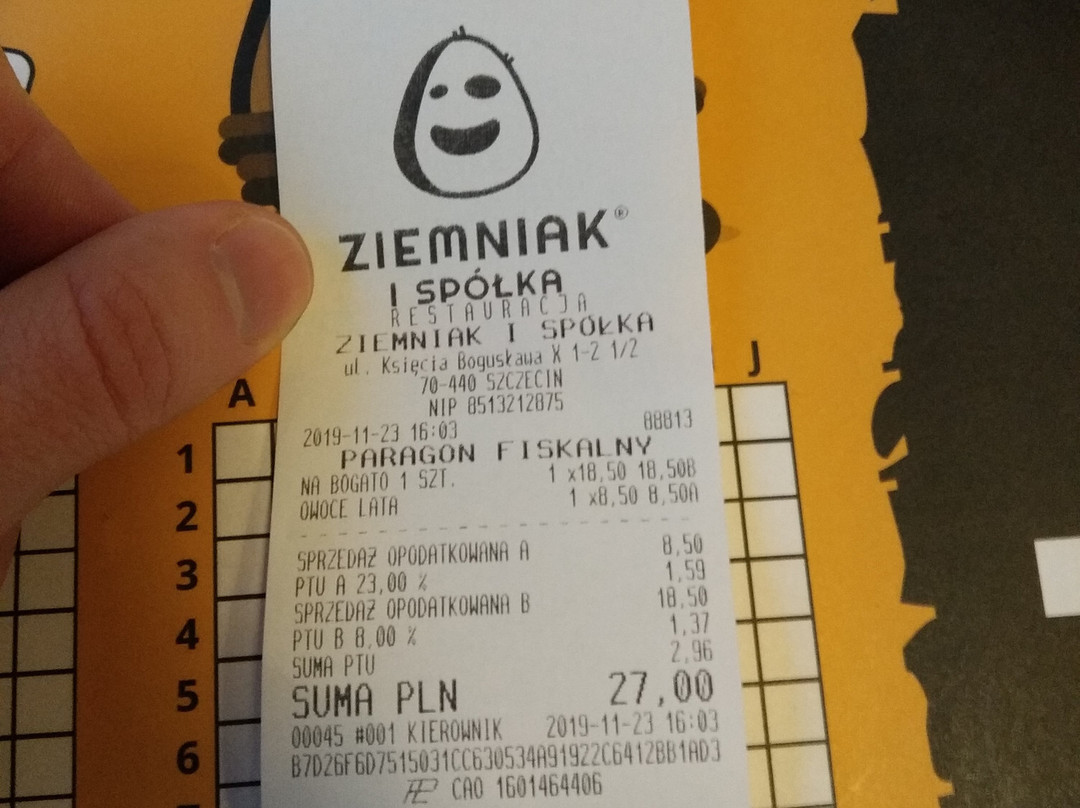 ZIEMNIAK®
I SPÓŁKA
RESTAURACJA
ZIEMNIAK I SPÓŁKA
ul. Księcia Bogusława X 1-2 1/2
70-440 SZCZECIN
NIP 8513212875
2019-11-23 16:03 88813
PARAGON FISKALNY
NA BOGATO 1 SZT. 1 x18,50 18,50B
OWOCE LATA 1 x8,50 8,50A
SPRZEDAŻ OPODATKOWANA A 8,50
PTU A 23,00 % 1,59
SPRZEDAŻ OPODATKOWANA B 18,50
PTU B 8,00 % 1,37
SUMA PTU 2,96
SUMA PLN 27,00
00045 #001 KIEROWNIK 2019-11-23 16:03
B7D26F6D7515031CC630534A91922C6412BB1AD3
CAO 1601464406
A J
1
2
3
4
5
6